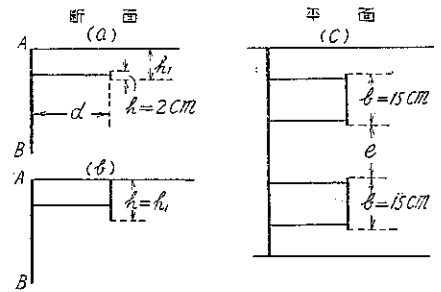 断面
(a)
A
h₁
d
h=2cm
B
(b)
A
h=h₁
B
平面
(c)
b=15cm
e
b=15cm